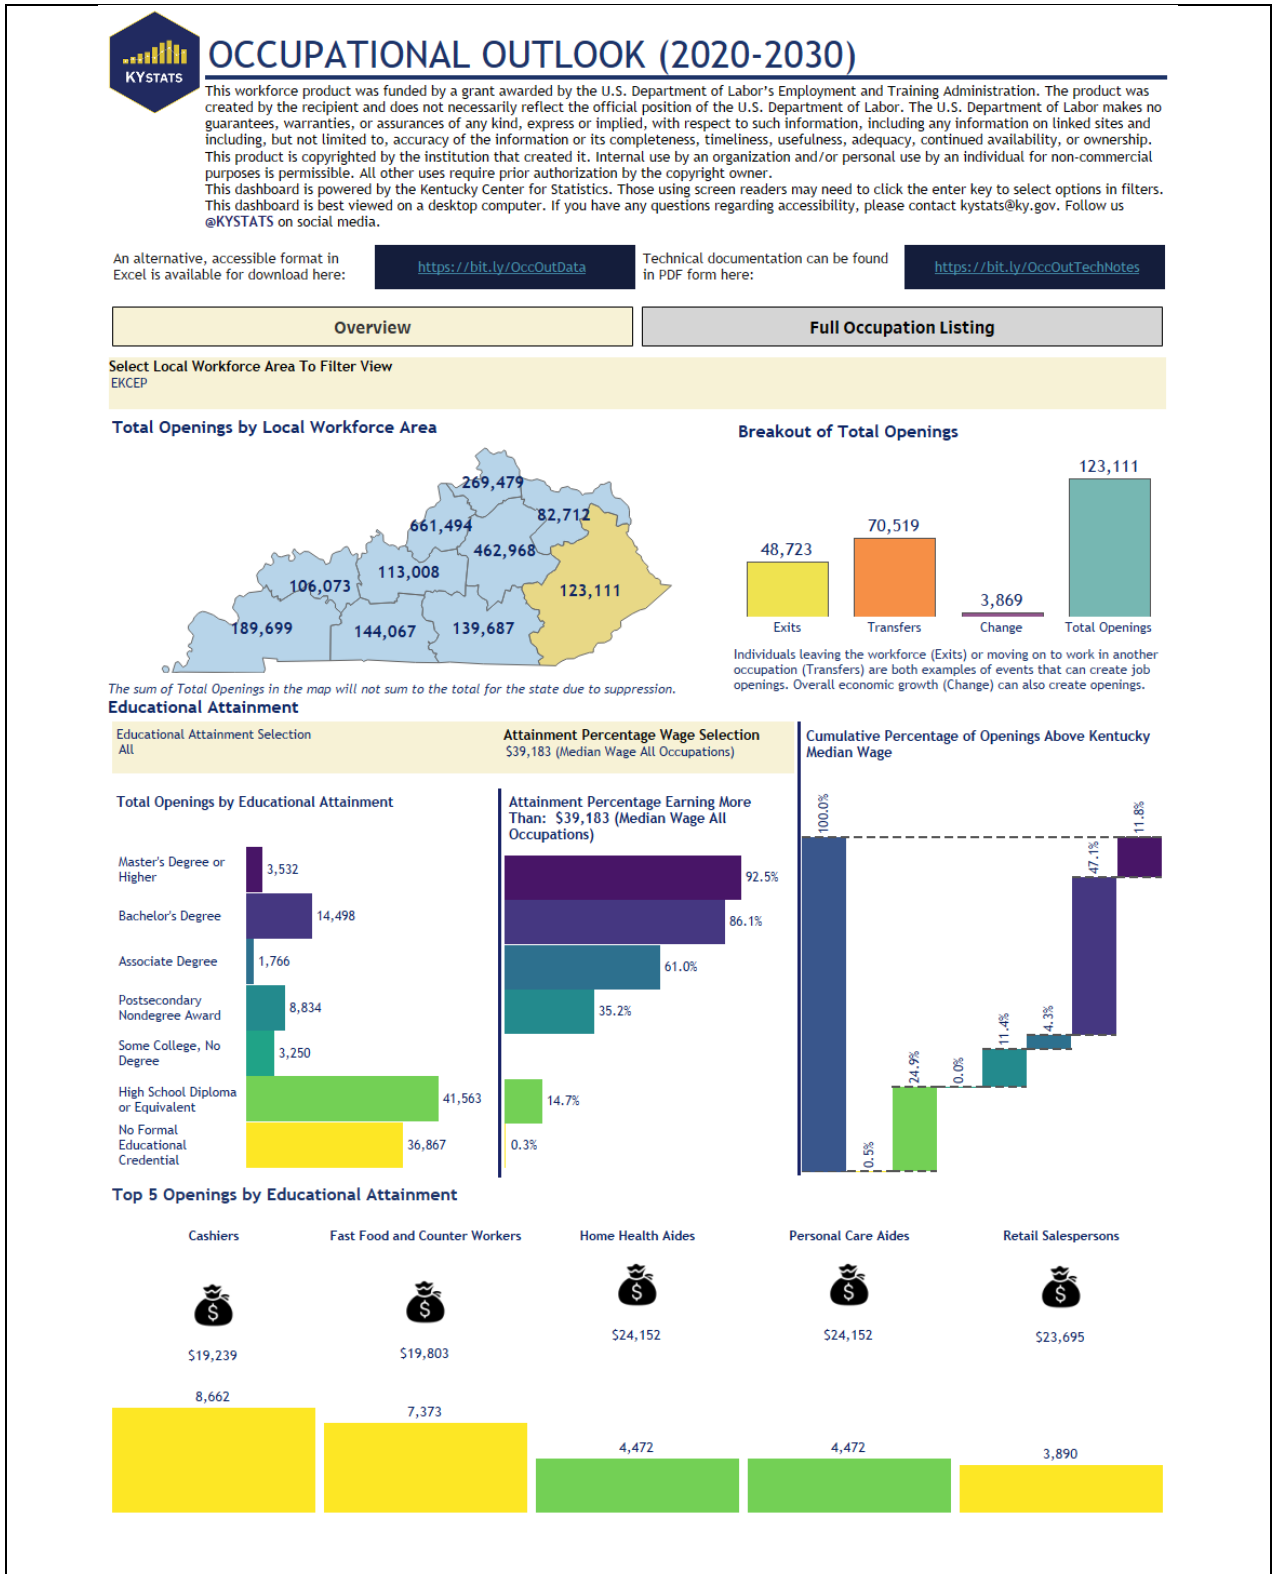 KYSTATS
OCCUPATIONAL OUTLOOK (2020-2030)
This workforce product was funded by a grant awarded by the U.S. Department of Labor's Employment and Training Administration. The product was
created by the recipient and does not necessarily reflect the official position of the U.S. Department of Labor. The U.S. Department of Labor makes no
guarantees, warranties, or assurances of any kind, express or implied, with respect to such information, including any information on linked sites and
including, but not limited to, accuracy of the information or its completeness, timeliness, usefulness, adequacy, continued availability, or ownership.
This product is copyrighted by the institution that created it. Internal use by an organization and/or personal use by an individual for non-commercial
purposes is permissible. All other uses require prior authorization by the copyright owner.
This dashboard is powered by the Kentucky Center for Statistics. Those using screen readers may need to click the enter key to select options in filters.
This dashboard is best viewed on a desktop computer. If you have any questions regarding accessibility, please contact kystats@ky.gov. Follow us
@KYSTATS on social media.
An alternative, accessible format in
Excel is available for download here:
https://bit.ly/OccOutData
Technical documentation can be found
in PDF form here:
https://bit.ly/OccOutTechNotes
Overview
Full Occupation Listing
Select Local Workforce Area To Filter View
EKCEP
Total Openings by Local Workforce Area
269,479
82,712
661,494
462,968
113,008
106,073
123,111
189,699
144,067
139,687
The sum of Total Openings in the map will not sum to the total for the state due to suppression.
Breakout of Total Openings
123,111
70,519
48,723
3,869
Exits
Transfers
Change
Total Openings
Individuals leaving the workforce (Exits) or moving on to work in another
occupation (Transfers) are both examples of events that can create job
openings. Overall economic growth (Change) can also create openings.
Educational Attainment
Educational Attainment Selection
All
Attainment Percentage Wage Selection
$39,183 (Median Wage All Occupations)
Total Openings by Educational Attainment
Master's Degree or
Higher
3,532
Bachelor's Degree
14,498
Associate Degree
1,766
Postsecondary
Nondegree Award
8,834
Some College, No
Degree
3,250
High School Diploma
or Equivalent
41,563
No Formal
Educational
Credential
36,867
Attainment Percentage Earning More
Than: $39,183 (Median Wage All
Occupations)
92.5%
86.1%
61.0%
35.2%
14.7%
0.3%
Cumulative Percentage of Openings Above Kentucky
Median Wage
100.0%
0.5%
24.9%
0.0%
11.4%
4.3%
47.1%
11.8%
Top 5 Openings by Educational Attainment
Cashiers
Fast Food and Counter Workers
Home Health Aides
Personal Care Aides
Retail Salespersons
$
$
$
$
$
$19,239
$19,803
$24,152
$24,152
$23,695
8,662
7,373
4,472
4,472
3,890